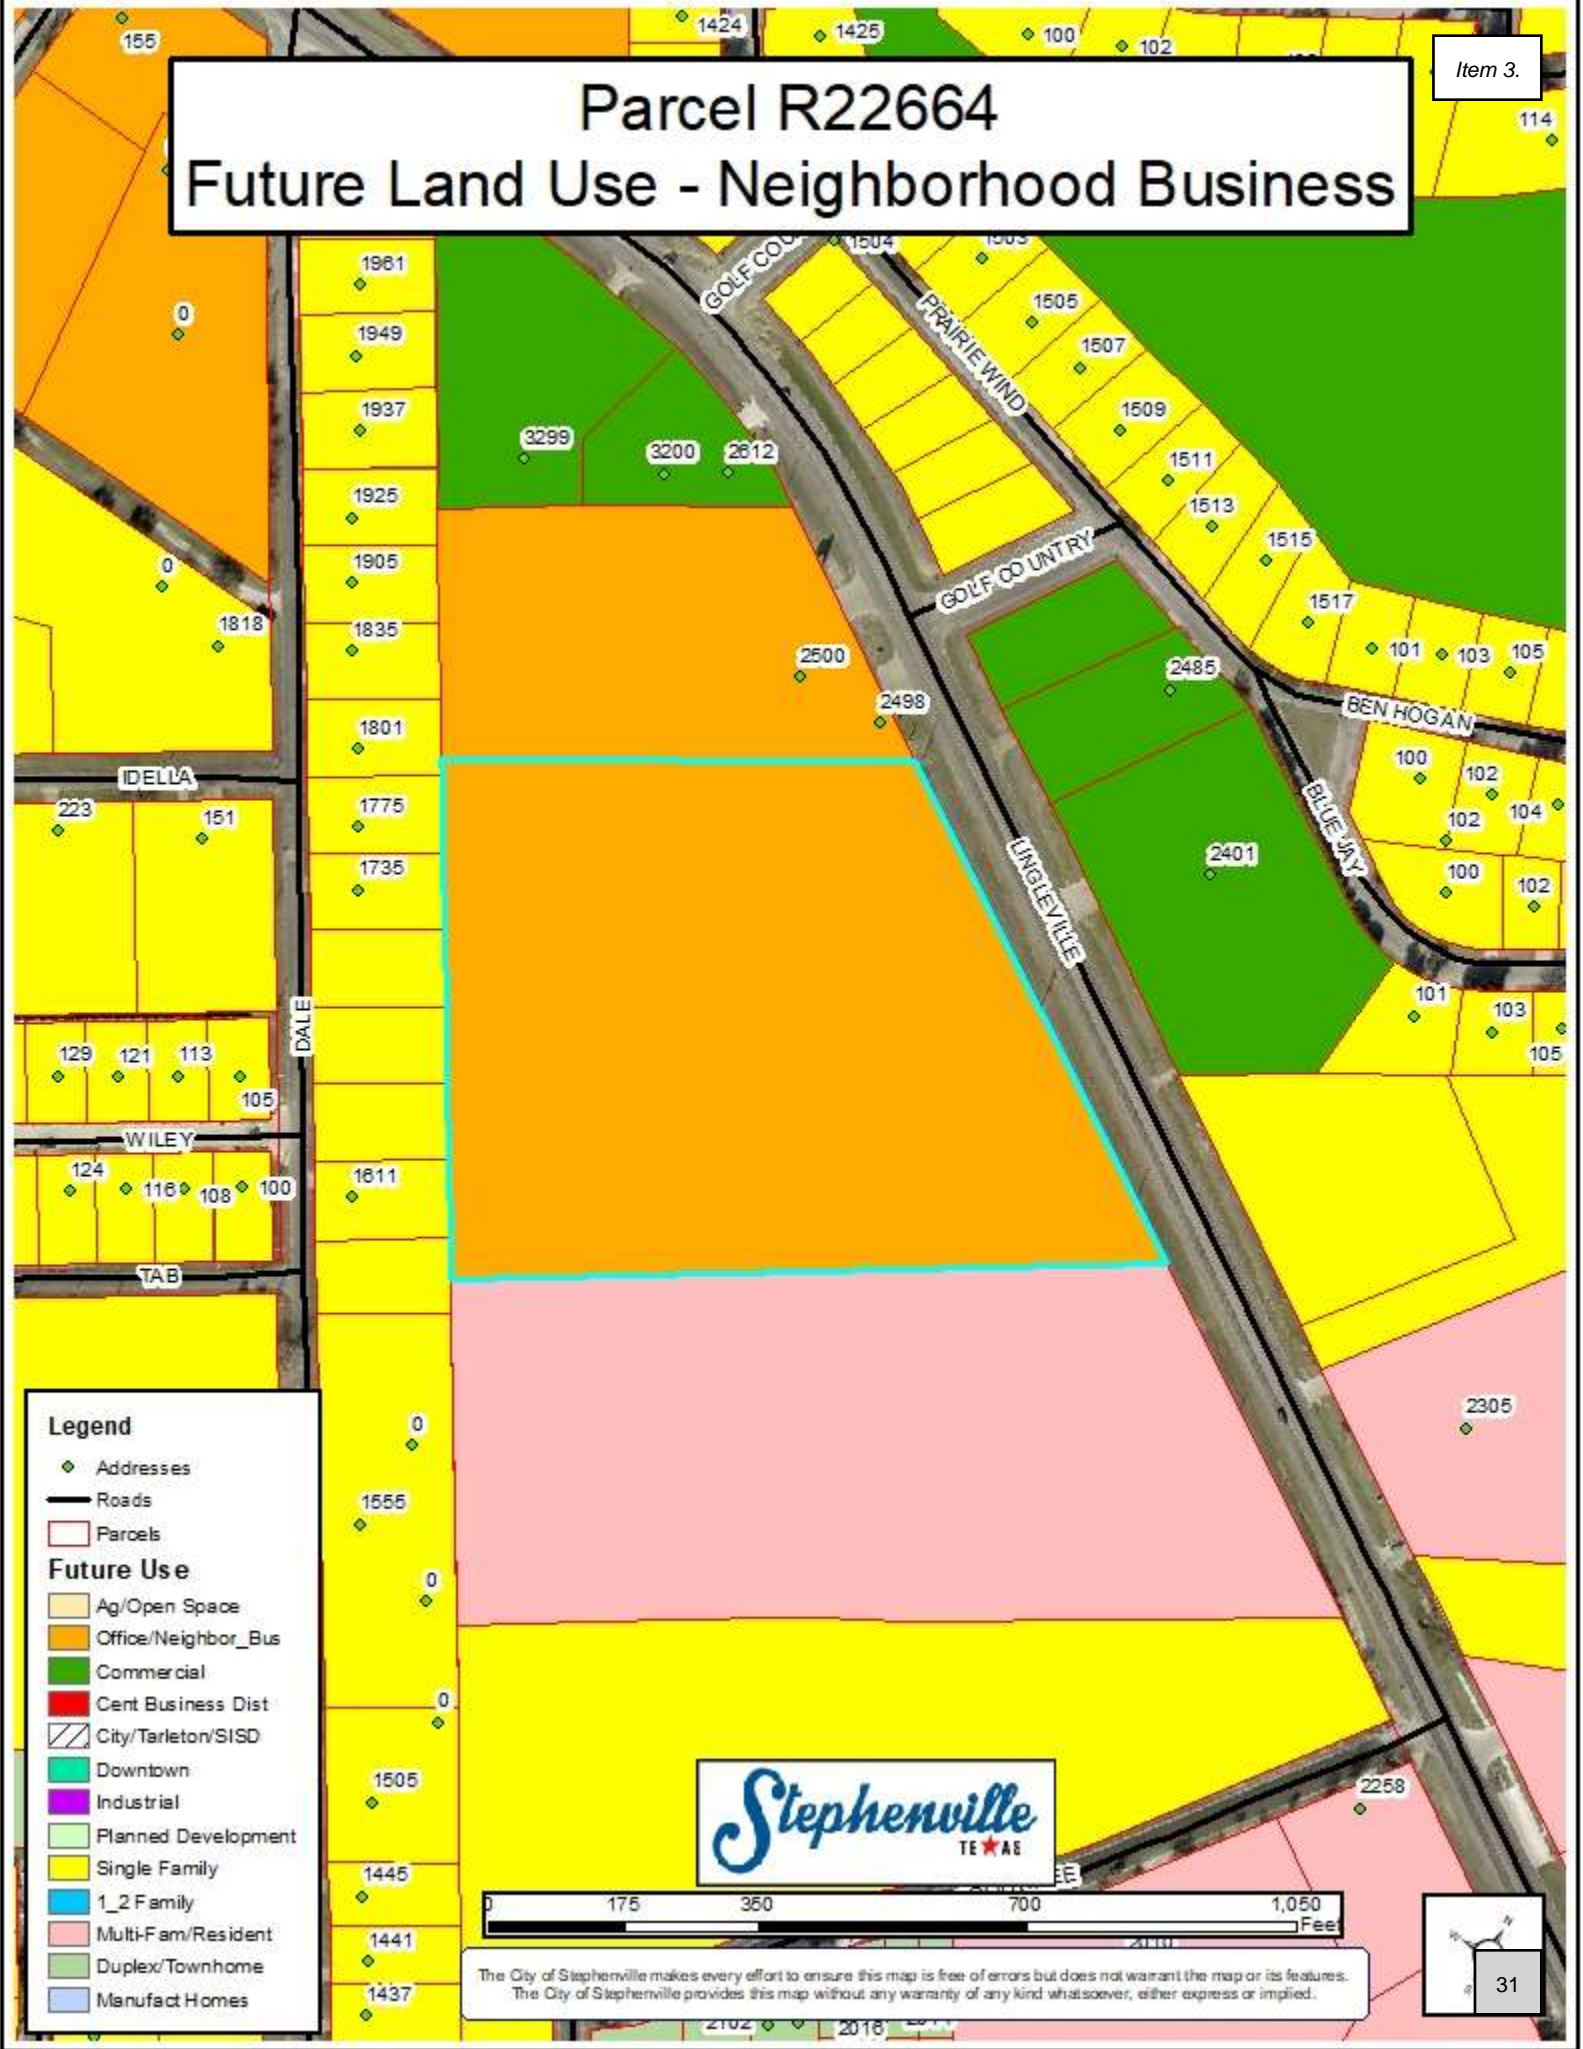 155
1424
1425
100
102
Item 3.
114
Parcel R22664
Future Land Use - Neighborhood Business
1961
1504
1503
GOLF COU
0
1949
1505
PRAIRIE WIND
1507
1937
1509
3299
3200
2612
1511
1925
1513
1515
0
1905
GOLF COUNTRY
1517
1818
1835
101
103
105
2500
2485
2498
BEN HOGAN
1801
IDELLA
100
102
223
151
1775
BLUE JAY
102
104
1735
LINGLEVILLE
2401
100
102
DALE
101
103
129
121
113
105
105
WILEY
124
116
108
100
1611
TAB
Legend
Addresses
Roads
Parcels
Future Use
Ag/Open Space
Office/Neighbor_Bus
Commercial
Cent Business Dist
City/Tarleton/SISD
Downtown
Industrial
Planned Development
Single Family
1_2 Family
Multi-Fam/Resident
Duplex/Townhome
Manufact Homes
0
2305
1555
0
0
1505
2258
Stephenville
TEXAS
1445
0 175 350 700 1,050
Feet
1441
1437
The City of Stephenville makes every effort to ensure this map is free of errors but does not warrant the map or its features.
The City of Stephenville provides this map without any warranty of any kind whatsoever, either express or implied.
2102
2016
31